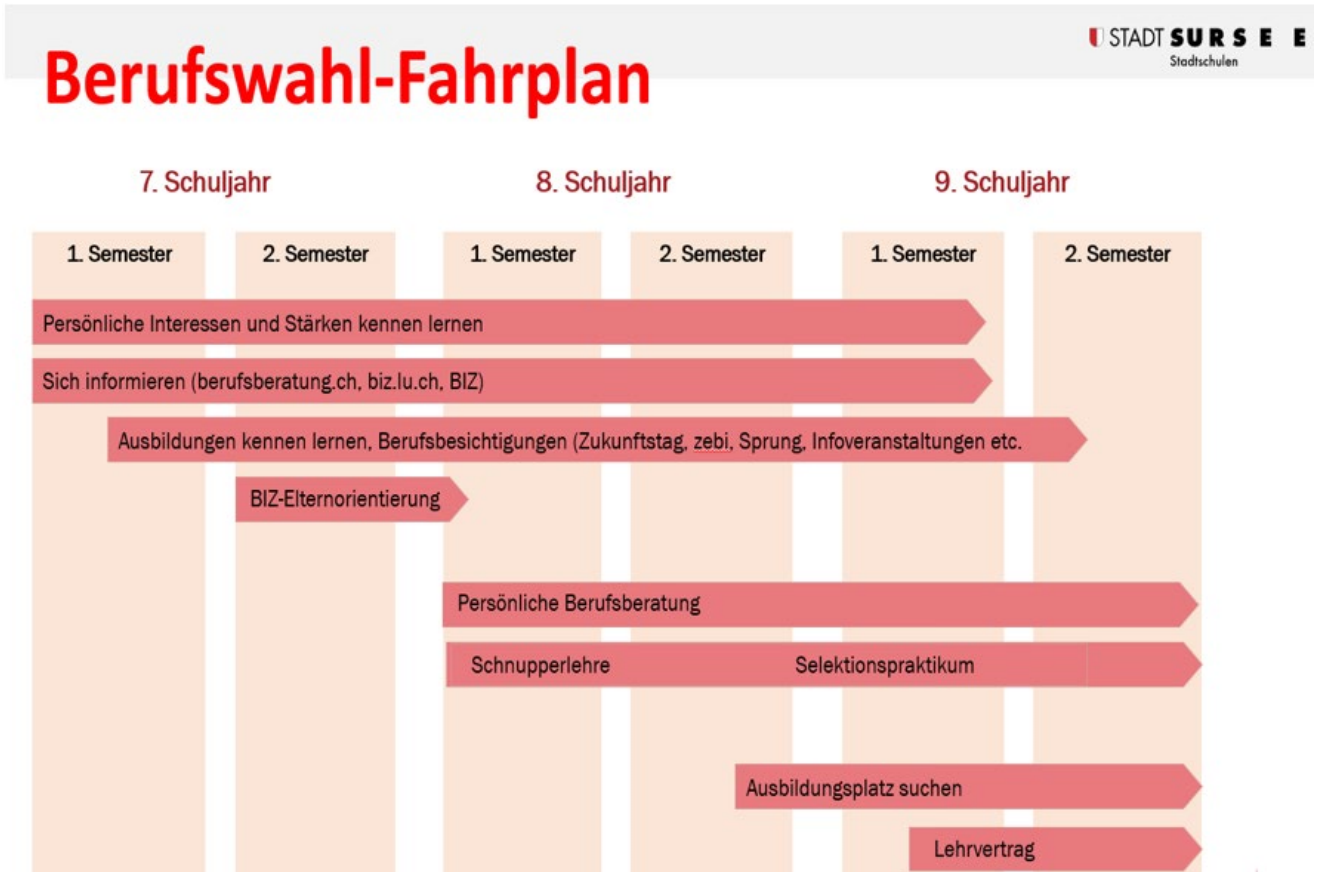 STADT SURSEE
Stadtschulen
Berufswahl-Fahrplan
7. Schuljahr 8. Schuljahr 9. Schuljahr
1. Semester 2. Semester 1. Semester 2. Semester 1. Semester 2. Semester
Persönliche Interessen und Stärken kennen lernen
Sich informieren (berufsberatung.ch, biz.lu.ch, BIZ)
Ausbildungen kennen lernen, Berufsbesichtigungen (Zukunftstag, zebi, Sprung, Infoveranstaltungen etc.
BIZ-Elternorientierung
Persönliche Berufsberatung
Schnupperlehre Selektionspraktikum
Ausbildungsplatz suchen
Lehrvertrag